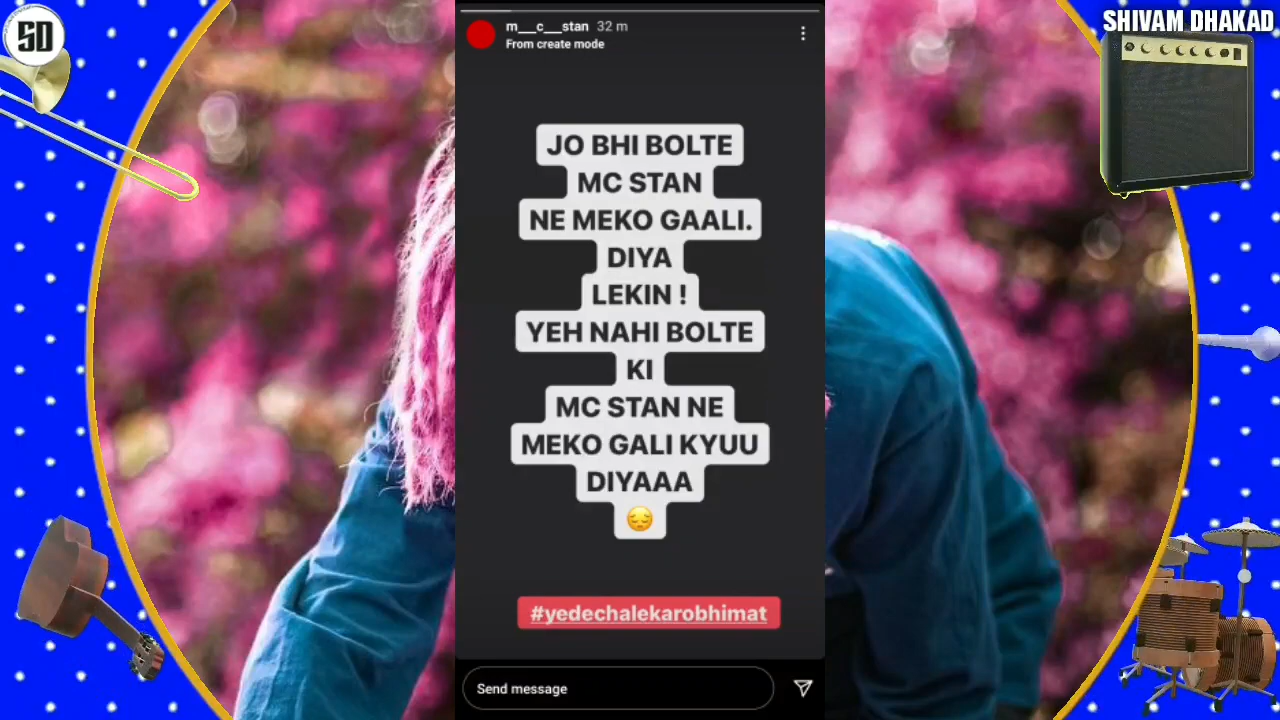 SD
SHIVAM DHAKAD
m___c___stan 32 m
From create mode
JO BHI BOLTE
MC STAN
NE MEKO GAALI.
DIYA
LEKIN !
YEH NAHI BOLTE
KI
MC STAN NE
MEKO GALI KYUU
DIYAAA
😔
#yedechalekarobhimat
Send message